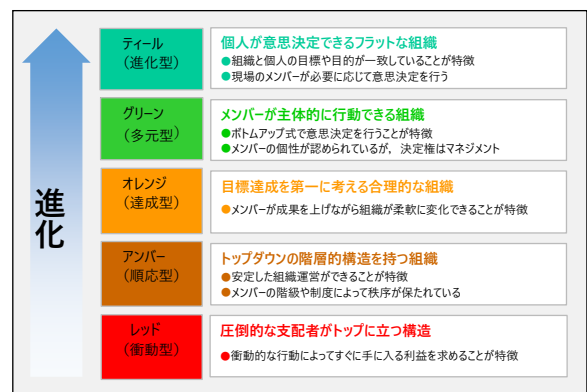 進化
ティール
（進化型）
個人が意思決定できるフラットな組織
●組織と個人の目標や目的が一致していることが特徴
●現場のメンバーが必要に応じて意思決定を行う
グリーン
（多元型）
メンバーが主体的に行動できる組織
●ボトムアップ式で意思決定を行うことが特徴
●メンバーの個性が認められているが，決定権はマネジメント
オレンジ
（達成型）
目標達成を第一に考える合理的な組織
●メンバーが成果を上げながら組織が柔軟に変化できることが特徴
アンバー
（順応型）
トップダウンの階層的構造を持つ組織
●安定した組織運営ができることが特徴
●メンバーの階級や制度によって秩序が保たれている
レッド
（衝動型）
圧倒的な支配者がトップに立つ構造
●衝動的な行動によってすぐに手に入る利益を求めることが特徴